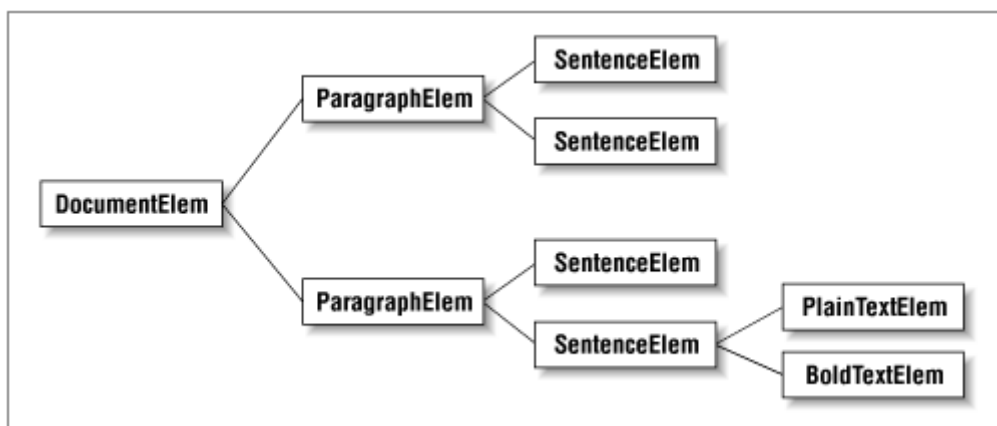 SentenceElem
ParagraphElem
SentenceElem
DocumentElem
SentenceElem
ParagraphElem
PlainTextElem
SentenceElem
BoldTextElem